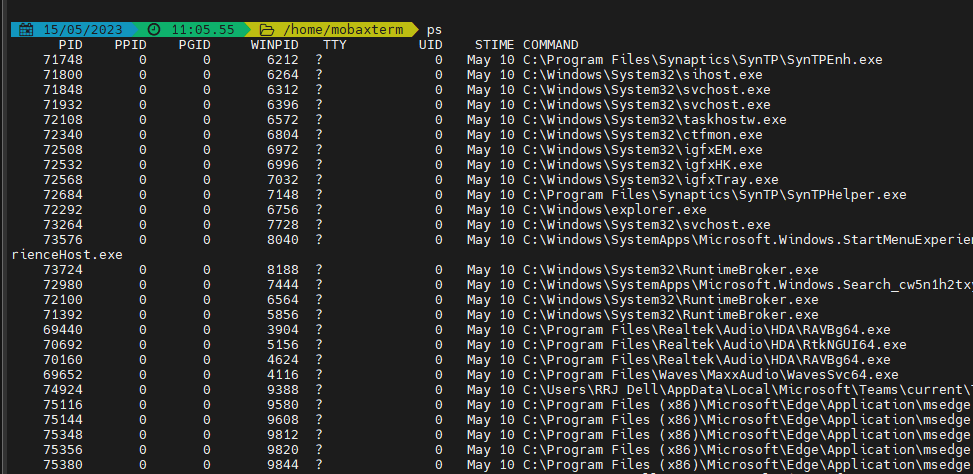 15/05/2023 11:05.55 /home/mobaxterm ps
PID PPID PGID WINPID TTY UID STIME COMMAND
71748 0 0 6212 ? 0 May 10 C:\Program Files\Synaptics\SynTP\SynTPEnh.exe
71800 0 0 6264 ? 0 May 10 C:\Windows\System32\sihost.exe
71848 0 0 6312 ? 0 May 10 C:\Windows\System32\svchost.exe
71932 0 0 6396 ? 0 May 10 C:\Windows\System32\svchost.exe
72108 0 0 6572 ? 0 May 10 C:\Windows\System32\taskhostw.exe
72340 0 0 6804 ? 0 May 10 C:\Windows\System32\ctfmon.exe
72508 0 0 6972 ? 0 May 10 C:\Windows\System32\igfxEM.exe
72532 0 0 6996 ? 0 May 10 C:\Windows\System32\igfxHK.exe
72568 0 0 7032 ? 0 May 10 C:\Windows\System32\igfxTray.exe
72684 0 0 7148 ? 0 May 10 C:\Program Files\Synaptics\SynTP\SynTPHelper.exe
72292 0 0 6756 ? 0 May 10 C:\Windows\explorer.exe
73264 0 0 7728 ? 0 May 10 C:\Windows\System32\svchost.exe
73576 0 0 8040 ? 0 May 10 C:\Windows\SystemApps\Microsoft.Windows.StartMenuExperien
rienceHost.exe
73724 0 0 8188 ? 0 May 10 C:\Windows\System32\RuntimeBroker.exe
72980 0 0 7444 ? 0 May 10 C:\Windows\SystemApps\Microsoft.Windows.Search_cw5n1h2txy
72100 0 0 6564 ? 0 May 10 C:\Windows\System32\RuntimeBroker.exe
71392 0 0 5856 ? 0 May 10 C:\Windows\System32\RuntimeBroker.exe
69440 0 0 3904 ? 0 May 10 C:\Program Files\Realtek\Audio\HDA\RAVBg64.exe
70692 0 0 5156 ? 0 May 10 C:\Program Files\Realtek\Audio\HDA\RtkNGUI64.exe
70160 0 0 4624 ? 0 May 10 C:\Program Files\Realtek\Audio\HDA\RAVBg64.exe
69652 0 0 4116 ? 0 May 10 C:\Program Files\Waves\MaxxAudio\WavesSvc64.exe
74924 0 0 9388 ? 0 May 10 C:\Users\RRJ Dell\AppData\Local\Microsoft\Teams\current\T
75116 0 0 9580 ? 0 May 10 C:\Program Files (x86)\Microsoft\Edge\Application\msedge
75144 0 0 9608 ? 0 May 10 C:\Program Files (x86)\Microsoft\Edge\Application\msedge
75348 0 0 9812 ? 0 May 10 C:\Program Files (x86)\Microsoft\Edge\Application\msedge
75356 0 0 9820 ? 0 May 10 C:\Program Files (x86)\Microsoft\Edge\Application\msedge
75380 0 0 9844 ? 0 May 10 C:\Program Files (x86)\Microsoft\Edge\Application\msedge